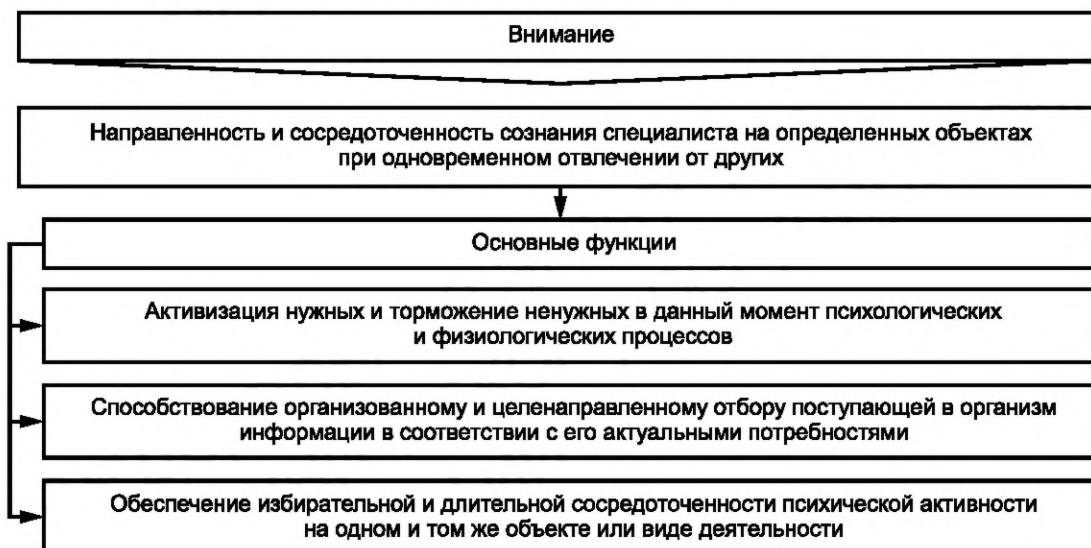 Внимание
Направленность и сосредоточенность сознания специалиста на определенных объектах
при одновременном отвлечении от других
Основные функции
Активизация нужных и торможение ненужных в данный момент психологических
и физиологических процессов
Способствование организованному и целенаправленному отбору поступающей в организм
информации в соответствии с его актуальными потребностями
Обеспечение избирательной и длительной сосредоточенности психической активности
на одном и том же объекте или виде деятельности